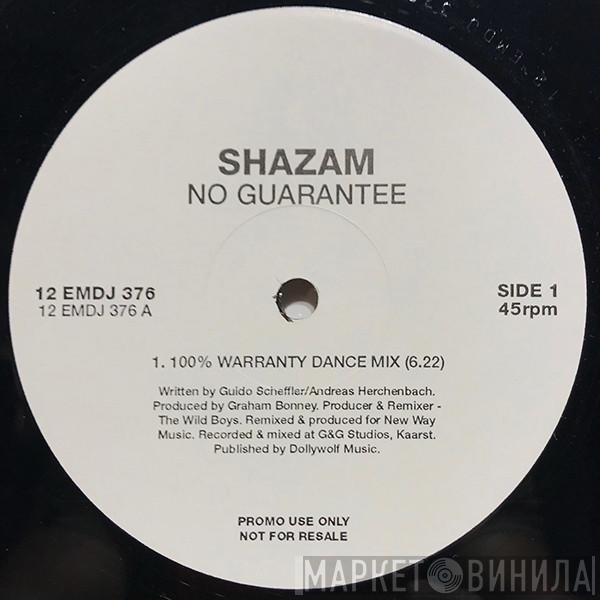 SHAZAM
NO GUARANTEE
12 EMDJ 376
12 EMDJ 376 A
SIDE 1
45rpm
1. 100% WARRANTY DANCE MIX (6.22)
Written by Guido Scheffler/Andreas Herchenbach.
Produced by Graham Bonney. Producer & Remixer -
The Wild Boys. Remixed & produced for New Way
Music. Recorded & mixed at G&G Studios, Kaarst.
Published by Dollywolf Music.
PROMO USE ONLY
NOT FOR RESALE
МАРКЕТ ВИНИЛА